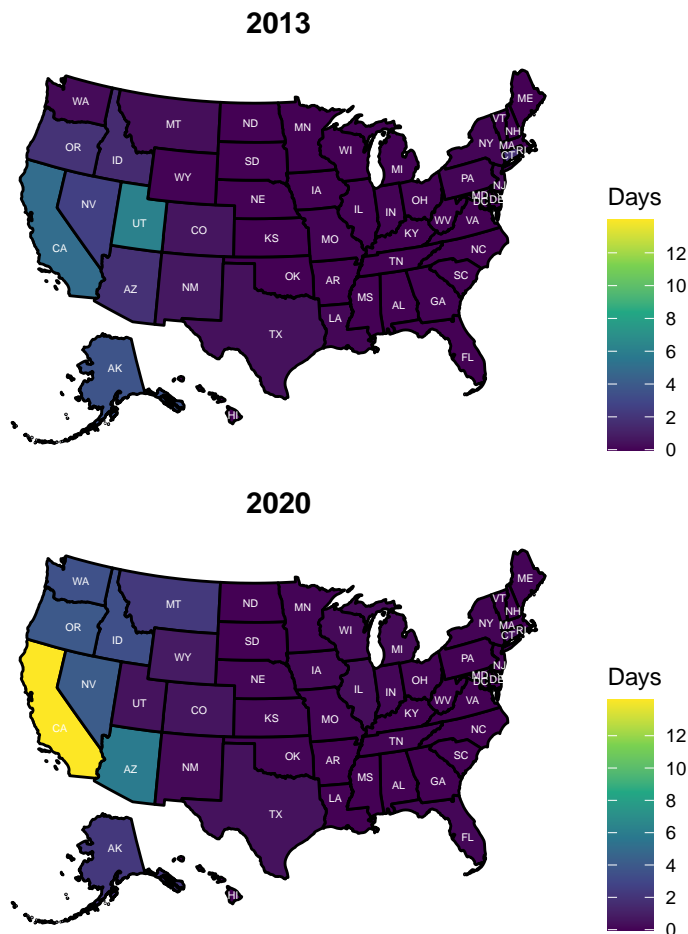 2013
WA
MT
ND
MN
ME
VT
NH
OR
ID
SD
WI
NY
MA
CT
RI
WY
MI
PA
NJ
Days
NE
IA
OH
MD
DC
DE
NV
UT
CO
IL
IN
WV
VA
12
CA
KS
MO
KY
NC
10
AZ
NM
OK
AR
TN
SC
8
TX
LA
MS
AL
GA
6
AK
FL
4
HI
2
0
2020
WA
MT
ND
MN
ME
VT
NH
OR
ID
SD
WI
NY
MA
CT
RI
WY
MI
PA
NJ
Days
NE
IA
OH
MD
DC
DE
NV
UT
CO
IL
IN
WV
VA
12
CA
KS
MO
KY
NC
10
AZ
NM
OK
AR
TN
SC
8
TX
LA
MS
AL
GA
6
AK
FL
4
HI
2
0